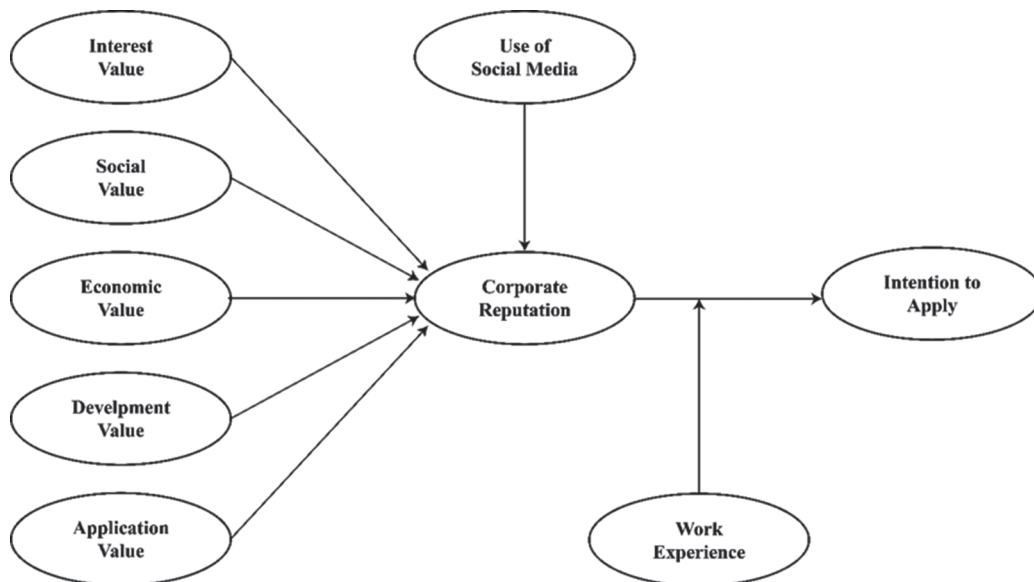 Interest
Value
Use of
Social Media
Social
Value
Economic
Value
Corporate
Reputation
Intention to
Apply
Develpment
Value
Application
Value
Work
Experience